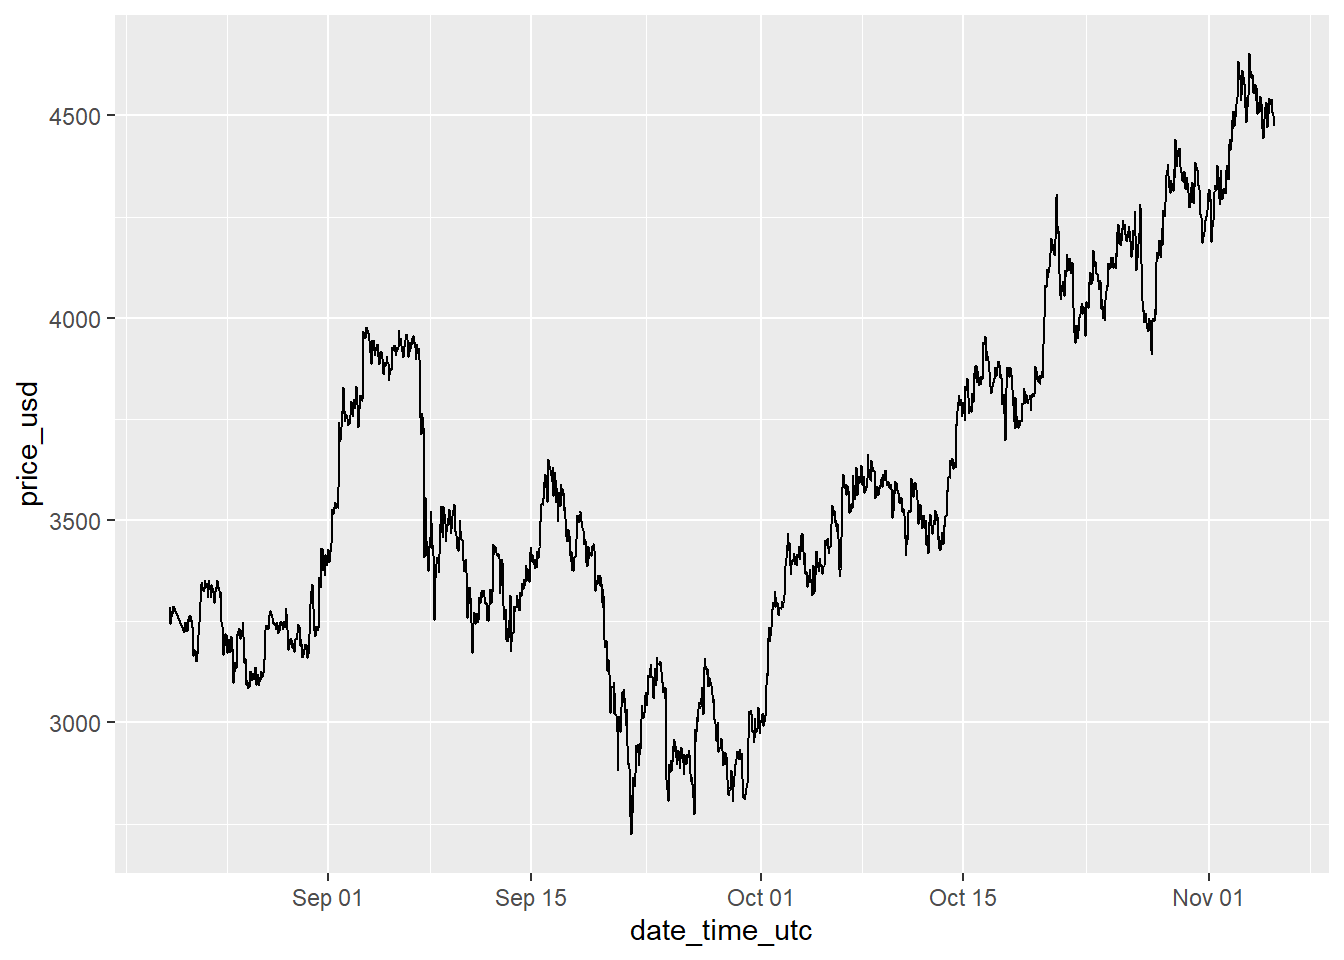 4500
4000
3500
3000
price_usd
Sep 01
Sep 15
Oct 01
Oct 15
Nov 01
date_time_utc